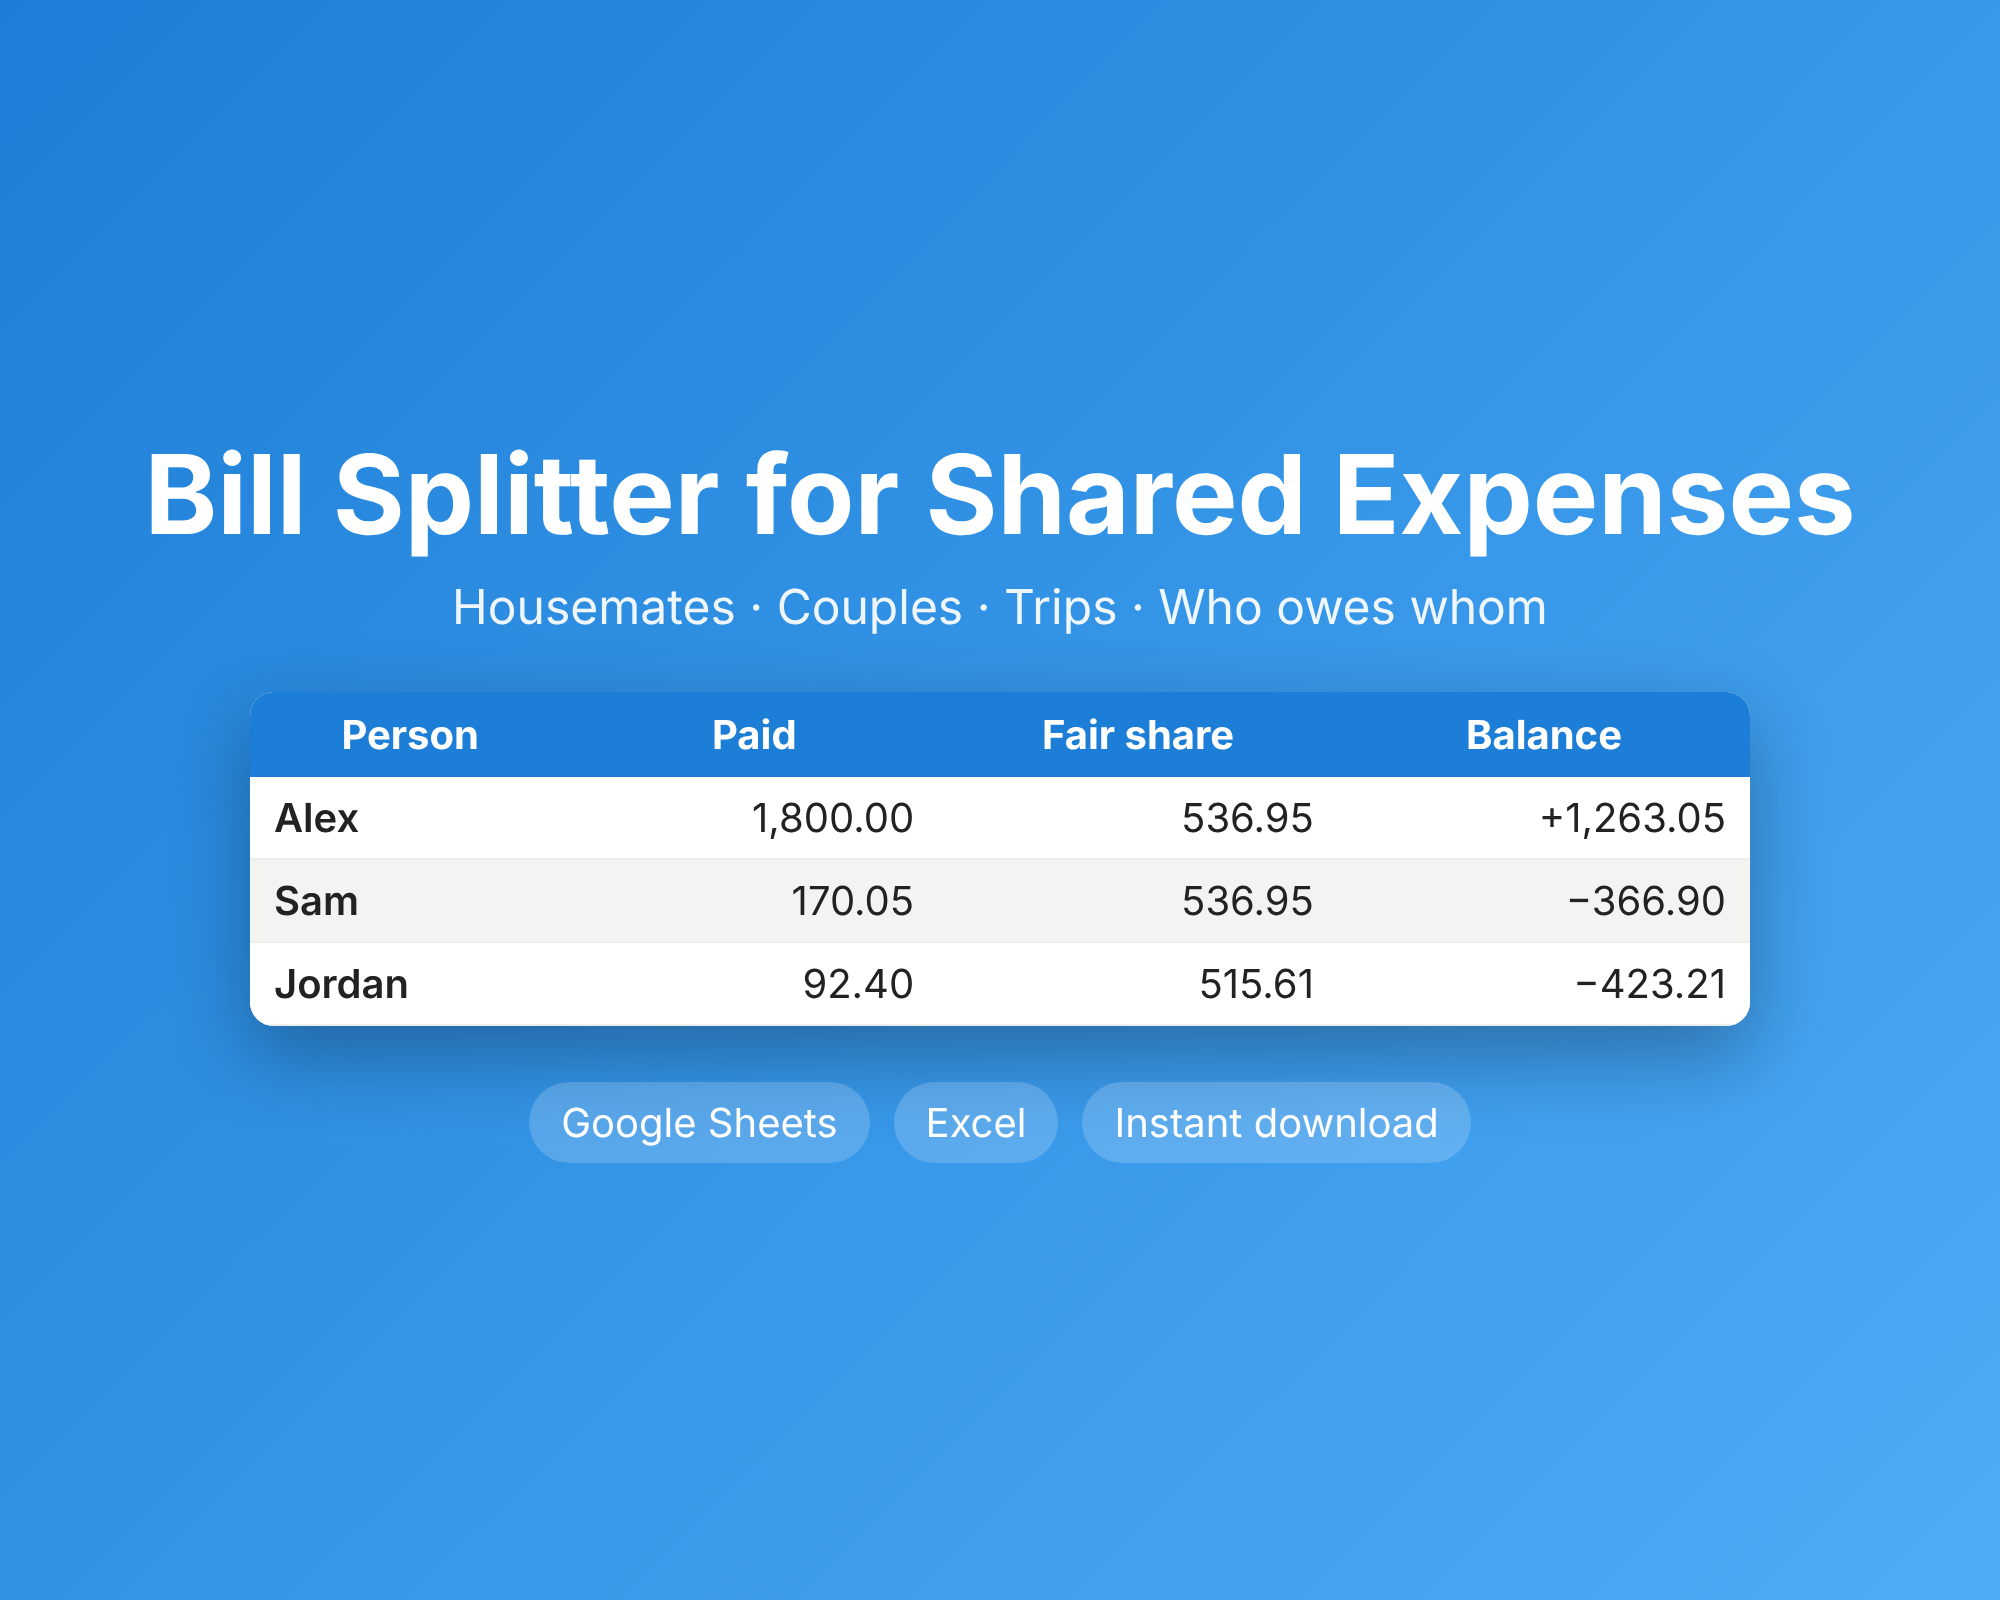 Bill Splitter for Shared Expenses
Housemates · Couples · Trips · Who owes whom
Person Paid Fair share Balance
Alex 1,800.00 536.95 +1,263.05
Sam 170.05 536.95 −366.90
Jordan 92.40 515.61 −423.21
Google Sheets Excel Instant download